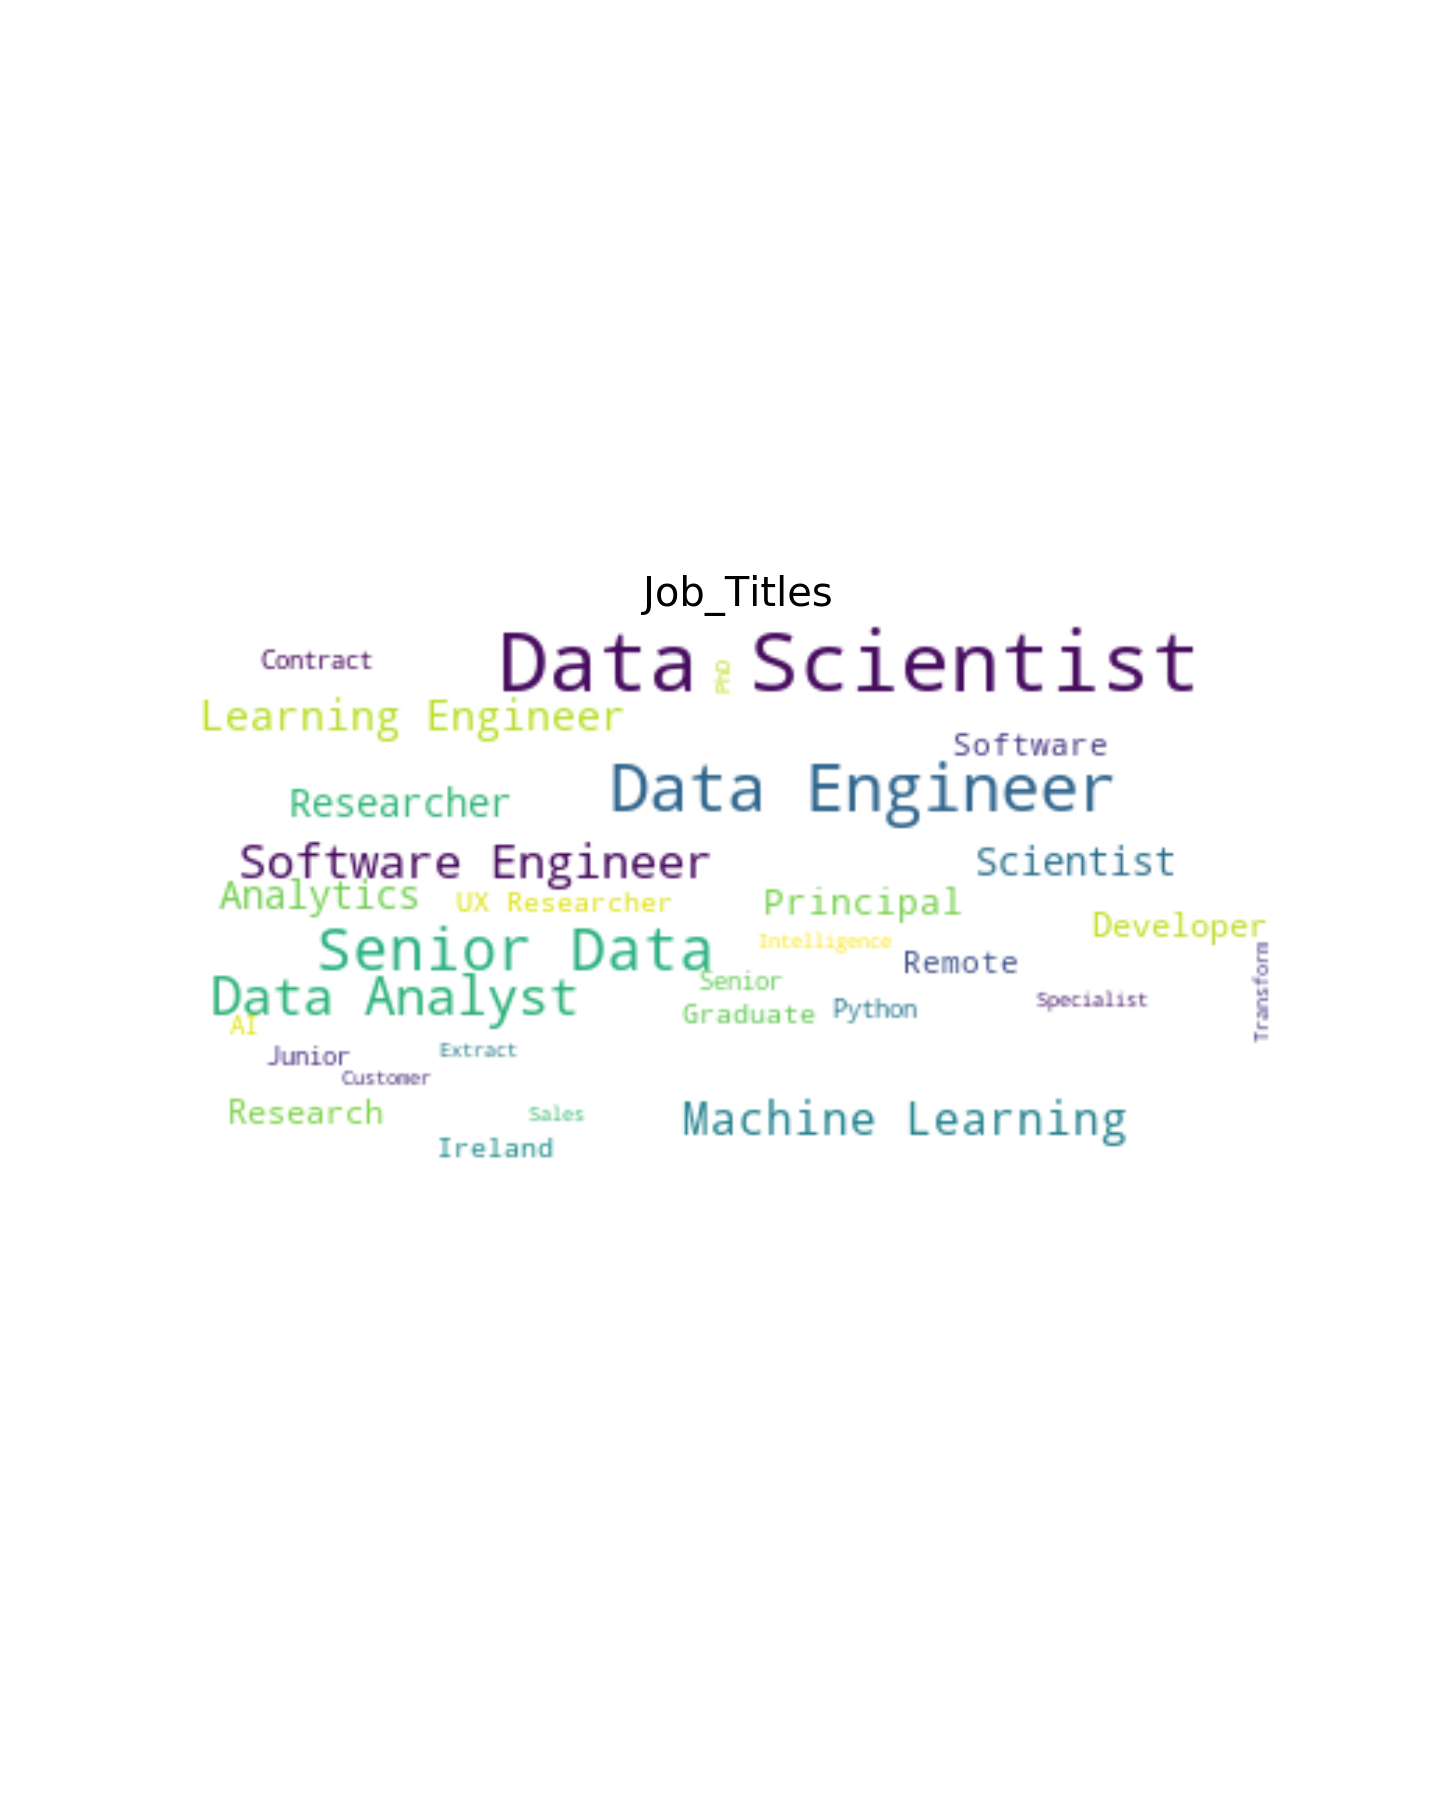 Job_Titles
Contract
Data Scientist
PhD
Learning Engineer
Software
Data Engineer
Researcher
Software Engineer
Scientist
Analytics
UX Researcher
Principal
Developer
Senior Data
Intelligence
Remote
Transform
Data Analyst
Senior
Graduate
Python
Specialist
AI
Junior
Extract
Customer
Research
Sales
Machine Learning
Ireland